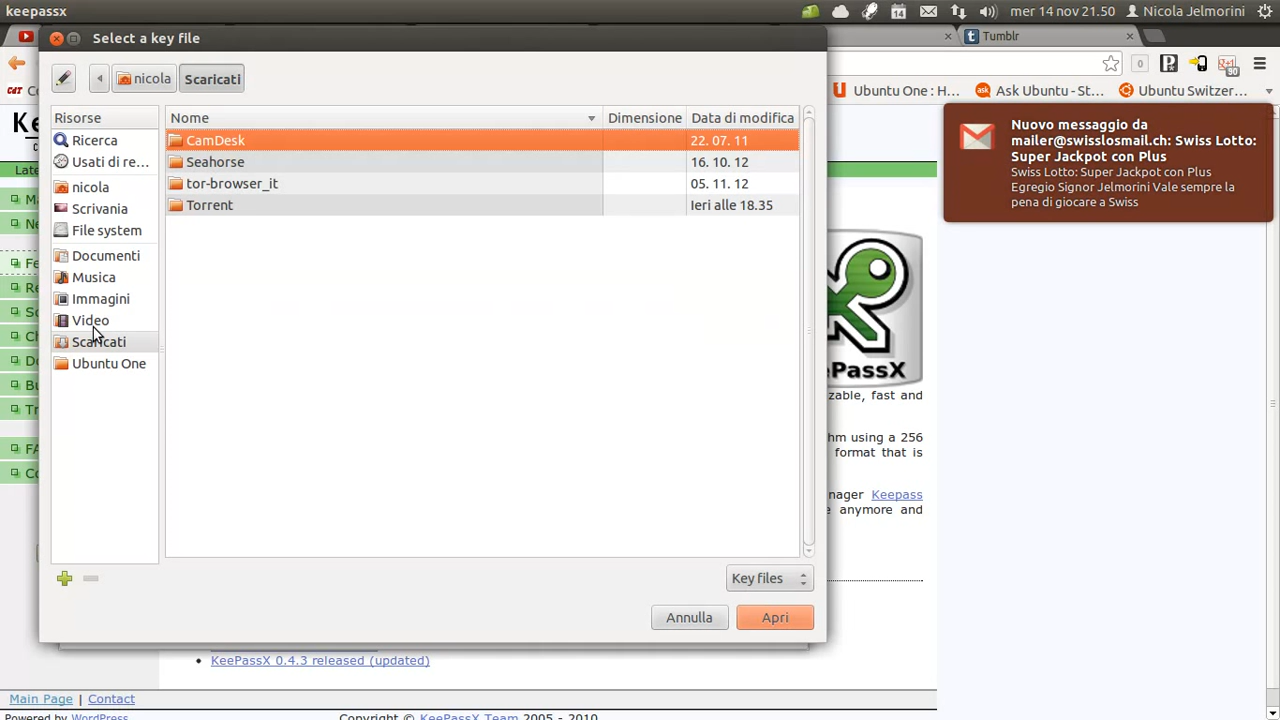 keepassx
14
mer 14 nov 21.50
Nicola Jelmorini
Select a key file
Tumblr
nicola
Scaricati
0
Ubuntu One : H...
Ask Ubuntu - St...
Ubuntu Switzer...
Risorse
Nome
Dimensione
Data di modifica
Ricerca
CamDesk
22. 07. 11
Usati di re...
Seahorse
16. 10. 12
nicola
tor-browser_it
05. 11. 12
Scrivania
Torrent
Ieri alle 18.35
File system
Documenti
Musica
Immagini
Video
Scaricati
Ubuntu One
Nuovo messaggio da
mailer@swisslosmail.ch: Swiss Lotto:
Super Jackpot con Plus
Swiss Lotto: Super Jackpot con Plus
Egregio Signor Jelmorini Vale sempre la
pena di giocare a Swiss
ePassX
zable, fast and
hm using a 256
format that is
nager Keepass
e anymore and
Key files
Annulla
Apri
KeePassX 0.4.3 released (updated)
Main Page | Contact
Powered by WordPress
Copyright © KeePassX Team 2005 - 2010